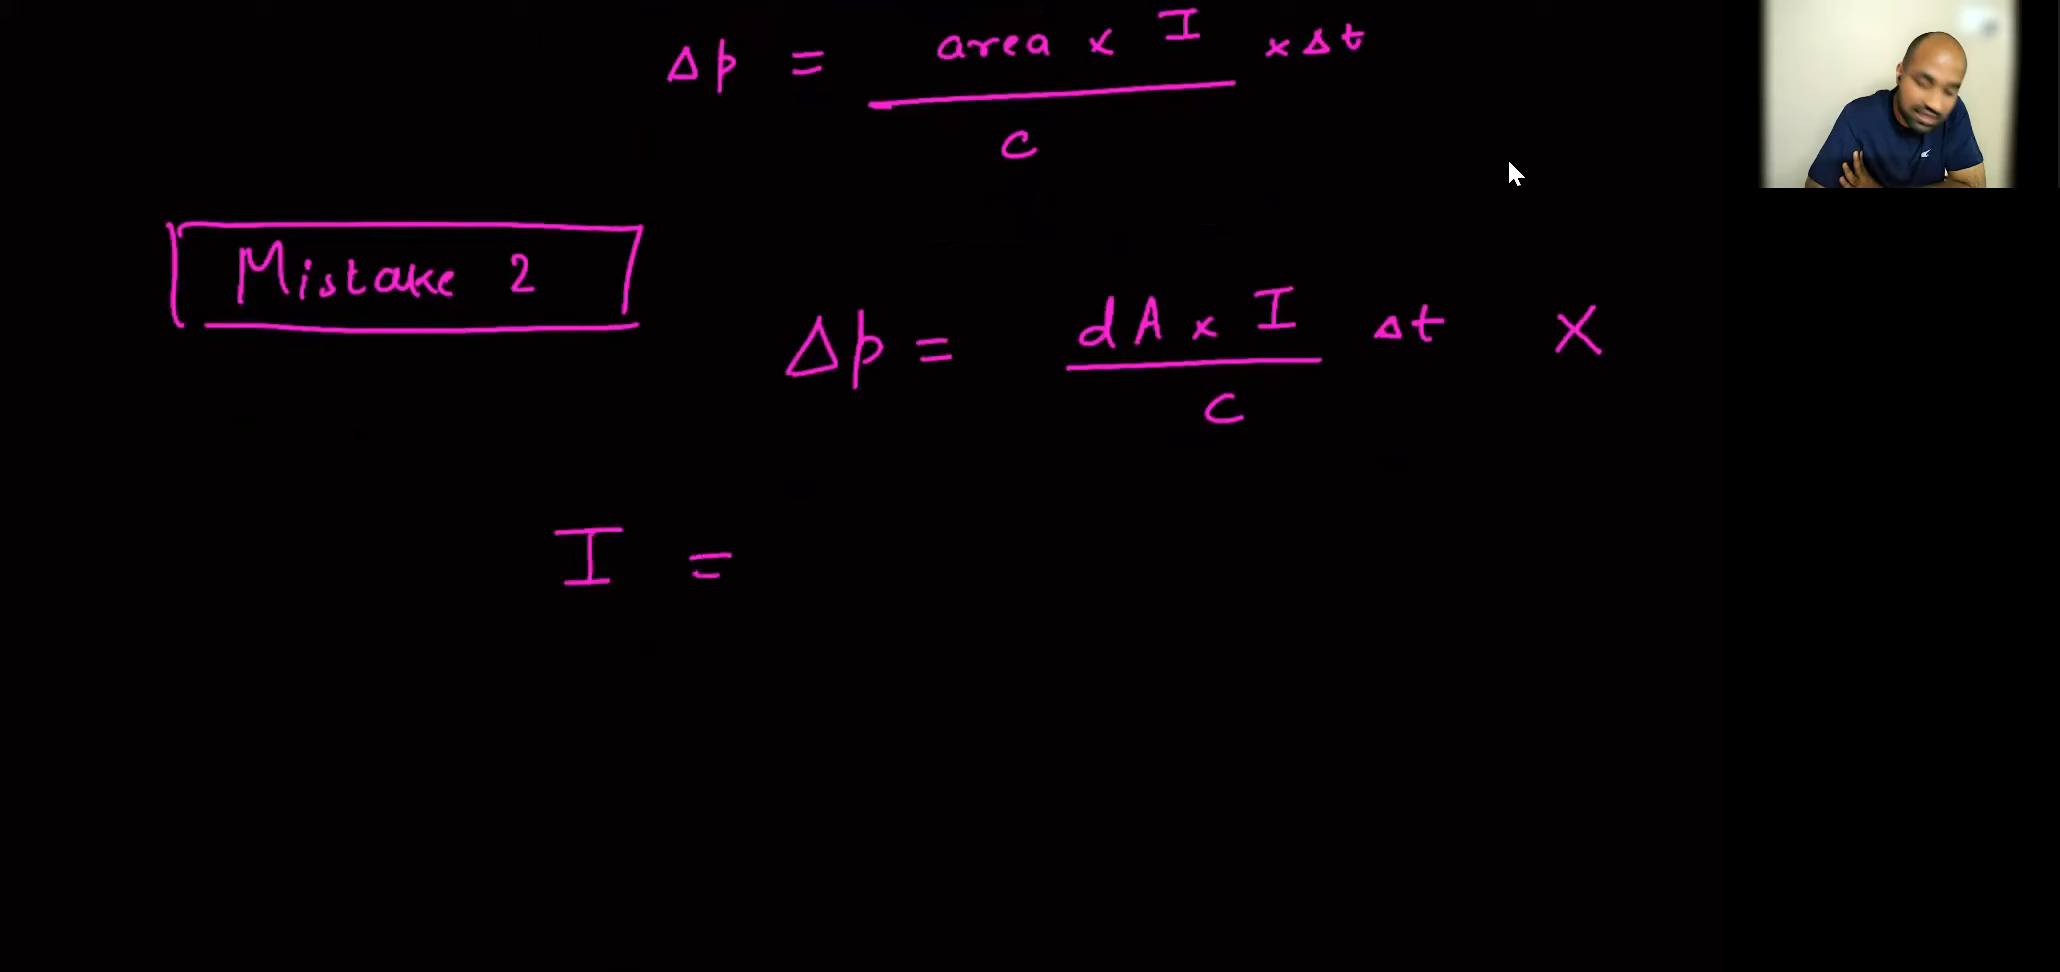 Δp = area × I / c × Δt
Mistake 2
Δp = dA × I / c Δt X
I =